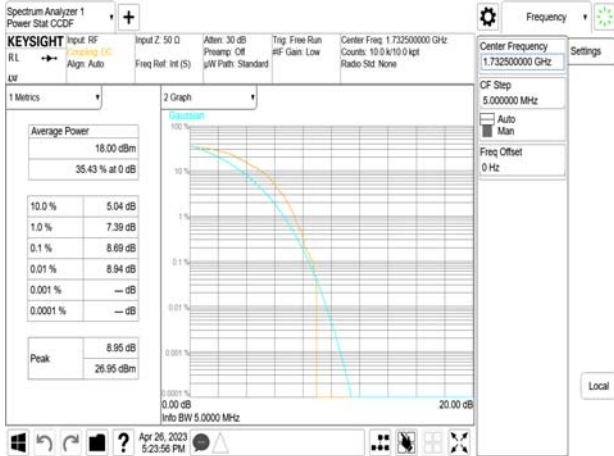 Spectrum Analyzer 1
Power Stat CCDF
+
Frequency
KEYSIGHT
RL
Input: RF
Coupling: DC
Align: Auto
Input Z: 50 Ω
Freq Ref: Int (S)
Atten: 30 dB
Preamp: Off
µW Path: Standard
Trig: Free Run
#IF Gain: Low
Center Freq: 1.732500000 GHz
Counts: 10.0 k/10.0 kpt
Radio Std: None
Center Frequency
1.732500000 GHz
Settings
CF Step
5.000000 MHz
Auto
Man
Freq Offset
0 Hz
Local
1 Metrics
Average Power
18.00 dBm
35.43 % at 0 dB
10.0 % 5.04 dB
1.0 % 7.39 dB
0.1 % 8.69 dB
0.01 % 8.94 dB
0.001 % --- dB
0.0001 % --- dB
Peak
8.95 dB
26.95 dBm
2 Graph
Gaussian
100 %
10 %
1 %
0.1 %
0.01 %
0.001 %
0.0001 %
0.00 dB
20.00 dB
Info BW 5.0000 MHz
?
Apr 26, 2023
5:23:56 PM